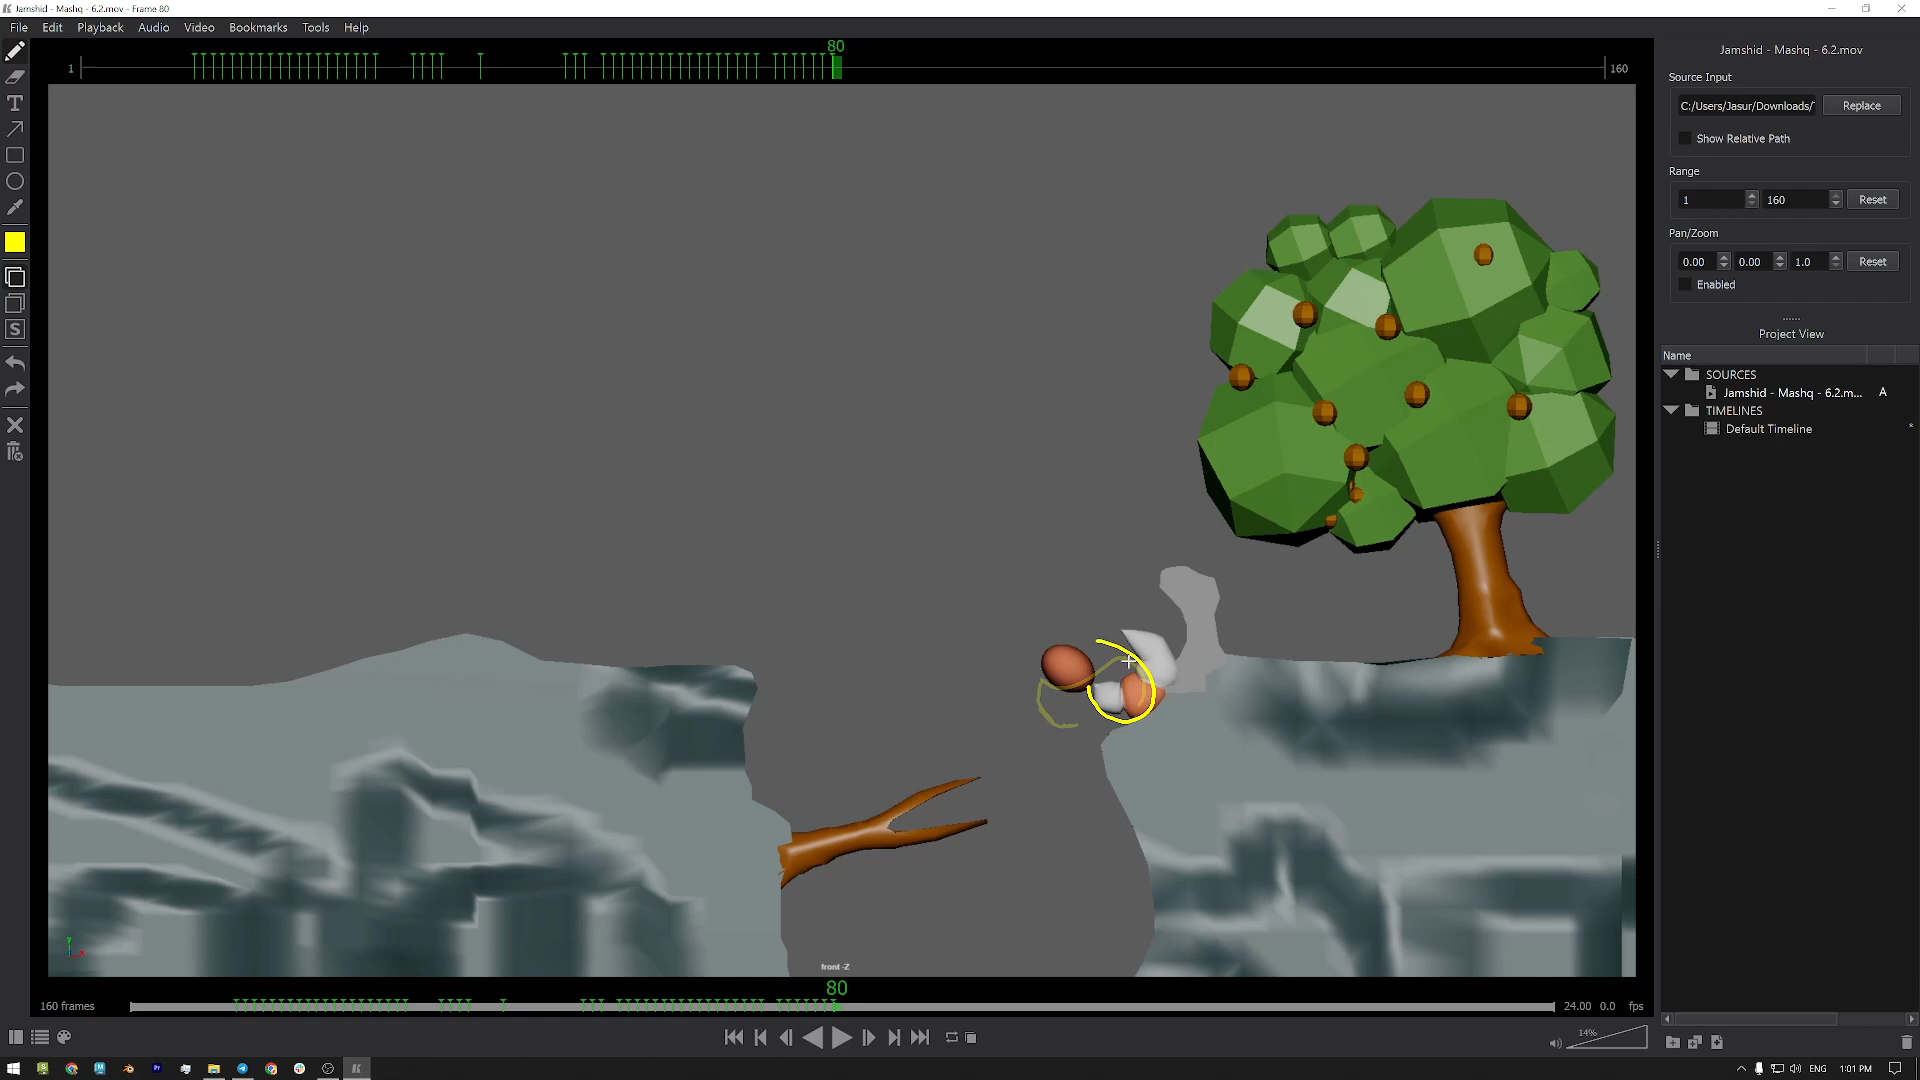 Jamshid - Mashq - 6.2.mov - Frame 80
File Edit Playback Audio Video Bookmarks Tools Help
1
80
160
Jamshid - Mashq - 6.2.mov
Source Input
C:/Users/Jasur/Downloads/
Replace
Show Relative Path
Range
1
160
Reset
Pan/Zoom
0.00
0.00
1.0
Reset
Enabled
Project View
Name
SOURCES
Jamshid - Mashq - 6.2.m...
A
TIMELINES
Default Timeline
*
T
S
y
front -Z
80
160 frames
24.00
0.0
fps
14%
ENG
1:01 PM